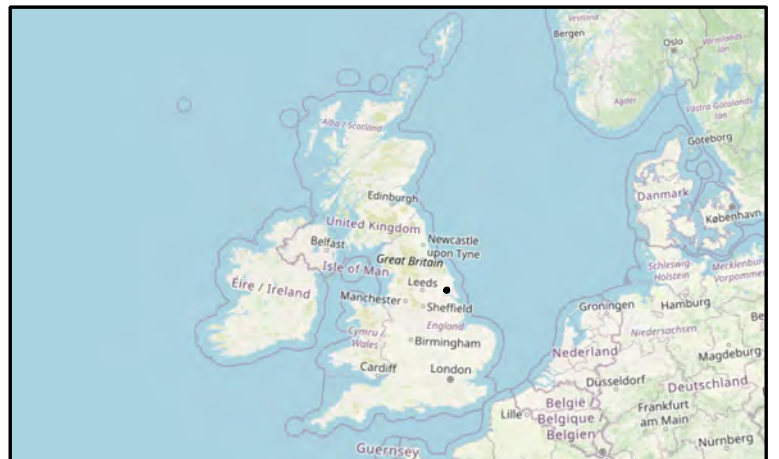 Vestland
Bergen
Oslo
Värmlands
län
Agder
Västra Götalands
län
Göteborg
Alba / Scotland
Edinburgh
Danmark
København
United Kingdom
Newcastle
upon Tyne
Belfast
Great Britain
Isle of Man
Schleswig-
Holstein
Mecklenburg-
Vorpommern
Éire / Ireland
Leeds
Manchester
Sheffield
Groningen
Hamburg
England
Cymru /
Wales
Birmingham
Niedersachsen
Nederland
Magdeburg
Cardiff
London
Düsseldorf
Deutschland
België /
Belgique /
Belgien
Lille
Frankfurt
am Main
Guernsey
Nürnberg